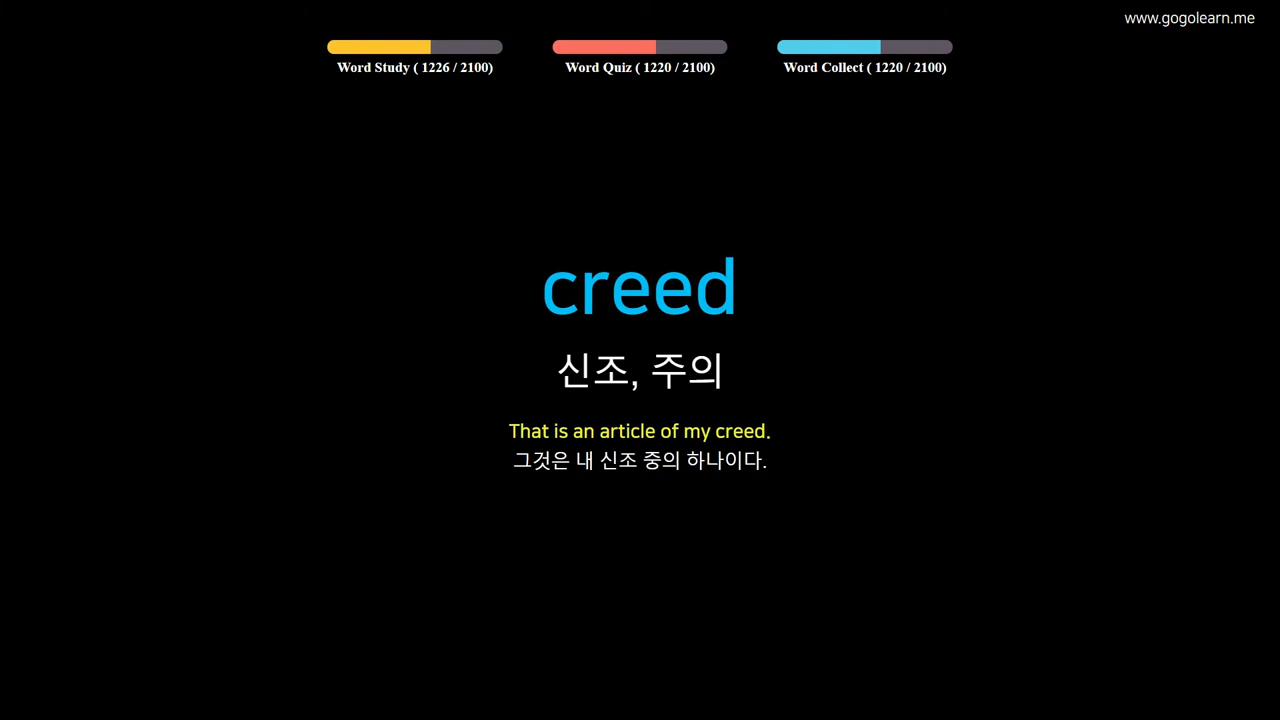 www.gogolearn.me
Word Study ( 1226 / 2100)
Word Quiz ( 1220 / 2100)
Word Collect ( 1220 / 2100)
creed
신조, 주의
That is an article of my creed.
그것은 내 신조 중의 하나이다.